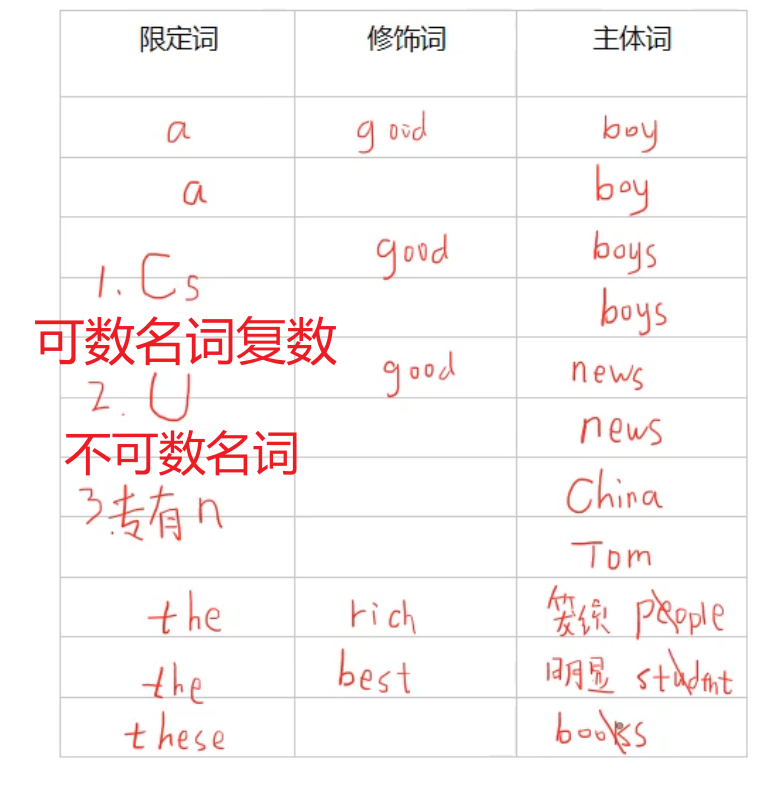 限定词 修饰词 主体词
a good boy
a boy
good boys
1. Cs
boys
可数名词复数
good news
2. U
news
不可数名词
China
3.专有n
Tom
the rich 笼统 people
the best 明显 student
these books